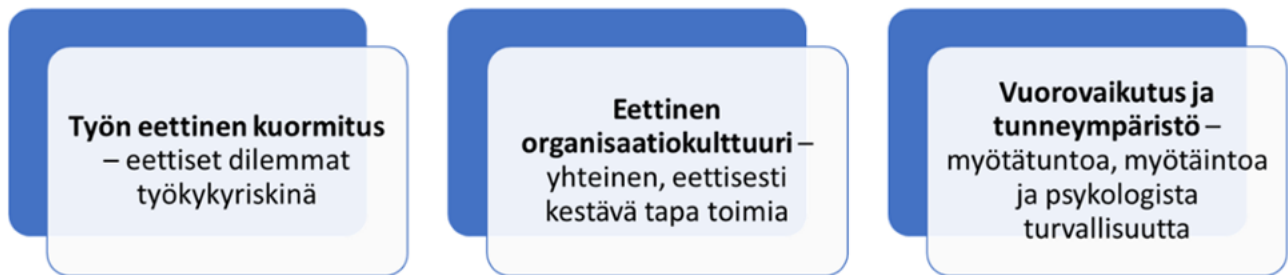 Työn eettinen kuormitus
– eettiset dilemmat
työkykyriskinä
Eettinen
organisaatiokulttuuri –
yhteinen, eettisesti
kestävä tapa toimia
Vuorovaikutus ja
tunneympäristö –
myötätuntoa, myötäintoa
ja psykologista
turvallisuutta